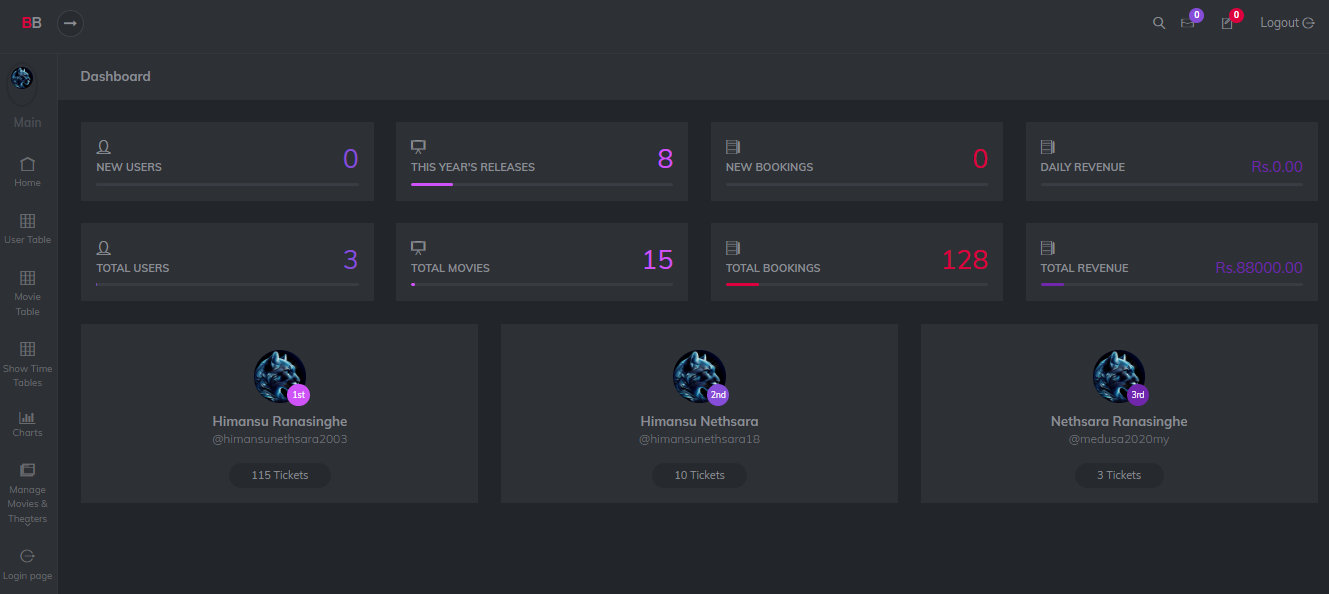 BB
0
0
Logout
Dashboard
Main
Home
User Table
Movie
Table
Show Time
Tables
Charts
Manage
Movies &
Theaters
Login page
NEW USERS
0
THIS YEAR'S RELEASES
8
NEW BOOKINGS
0
DAILY REVENUE
Rs.0.00
TOTAL USERS
3
TOTAL MOVIES
15
TOTAL BOOKINGS
128
TOTAL REVENUE
Rs.88000.00
1st
Himansu Ranasinghe
@himansunethsara2003
115 Tickets
2nd
Himansu Nethsara
@himansunethsara18
10 Tickets
3rd
Nethsara Ranasinghe
@medusa2020my
3 Tickets